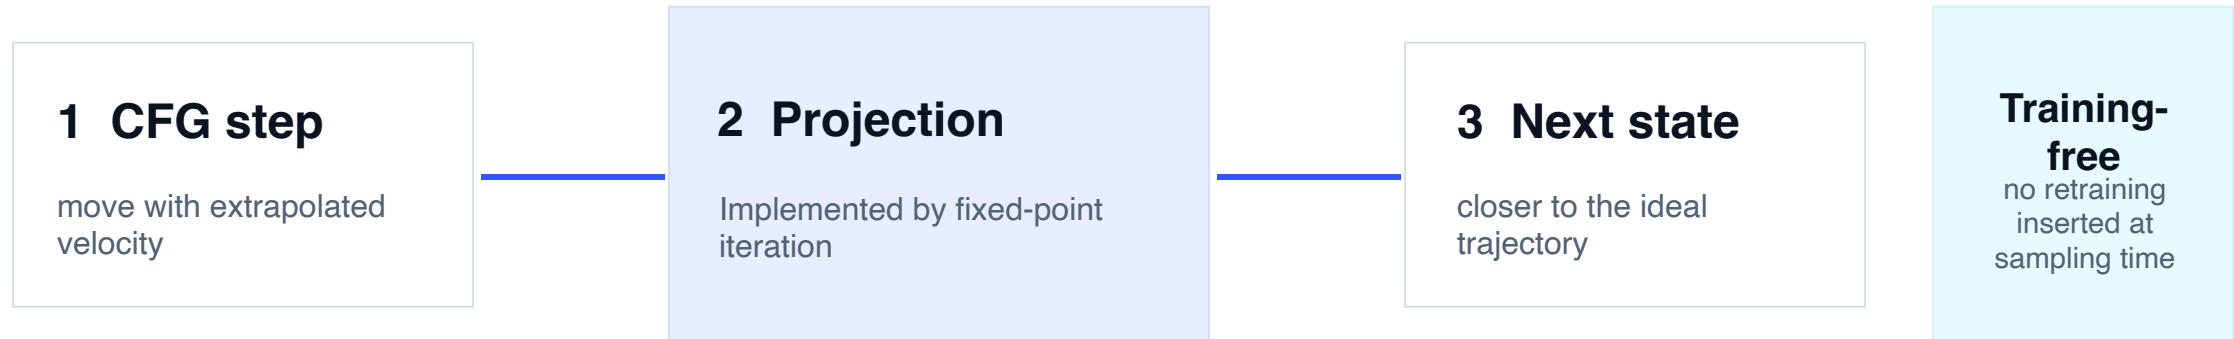 1 CFG step
move with extrapolated
velocity
2 Projection
Implemented by fixed-point
iteration
3 Next state
closer to the ideal
trajectory
Training-
free
no retraining
inserted at
sampling time